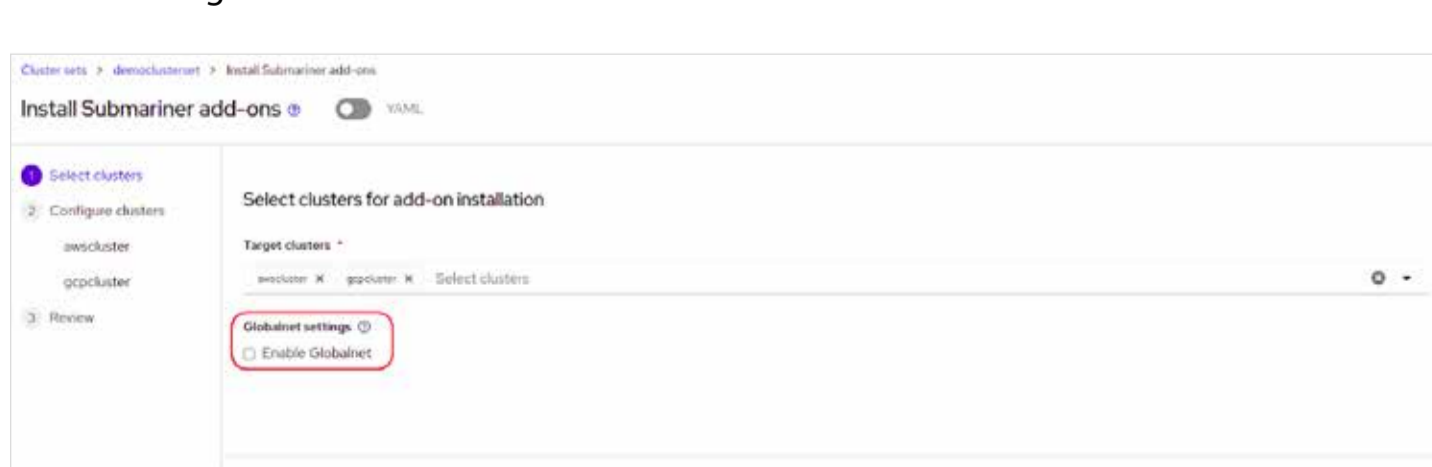 Cluster sets > democlusterset > Install Submariner add-ons
Install Submariner add-ons YAML
1 Select clusters
2 Configure clusters
awscluster
gcpcluster
3 Review
Select clusters for add-on installation
Target clusters *
awscluster × gcpcluster × Select clusters
Globalnet settings
Enable Globalnet